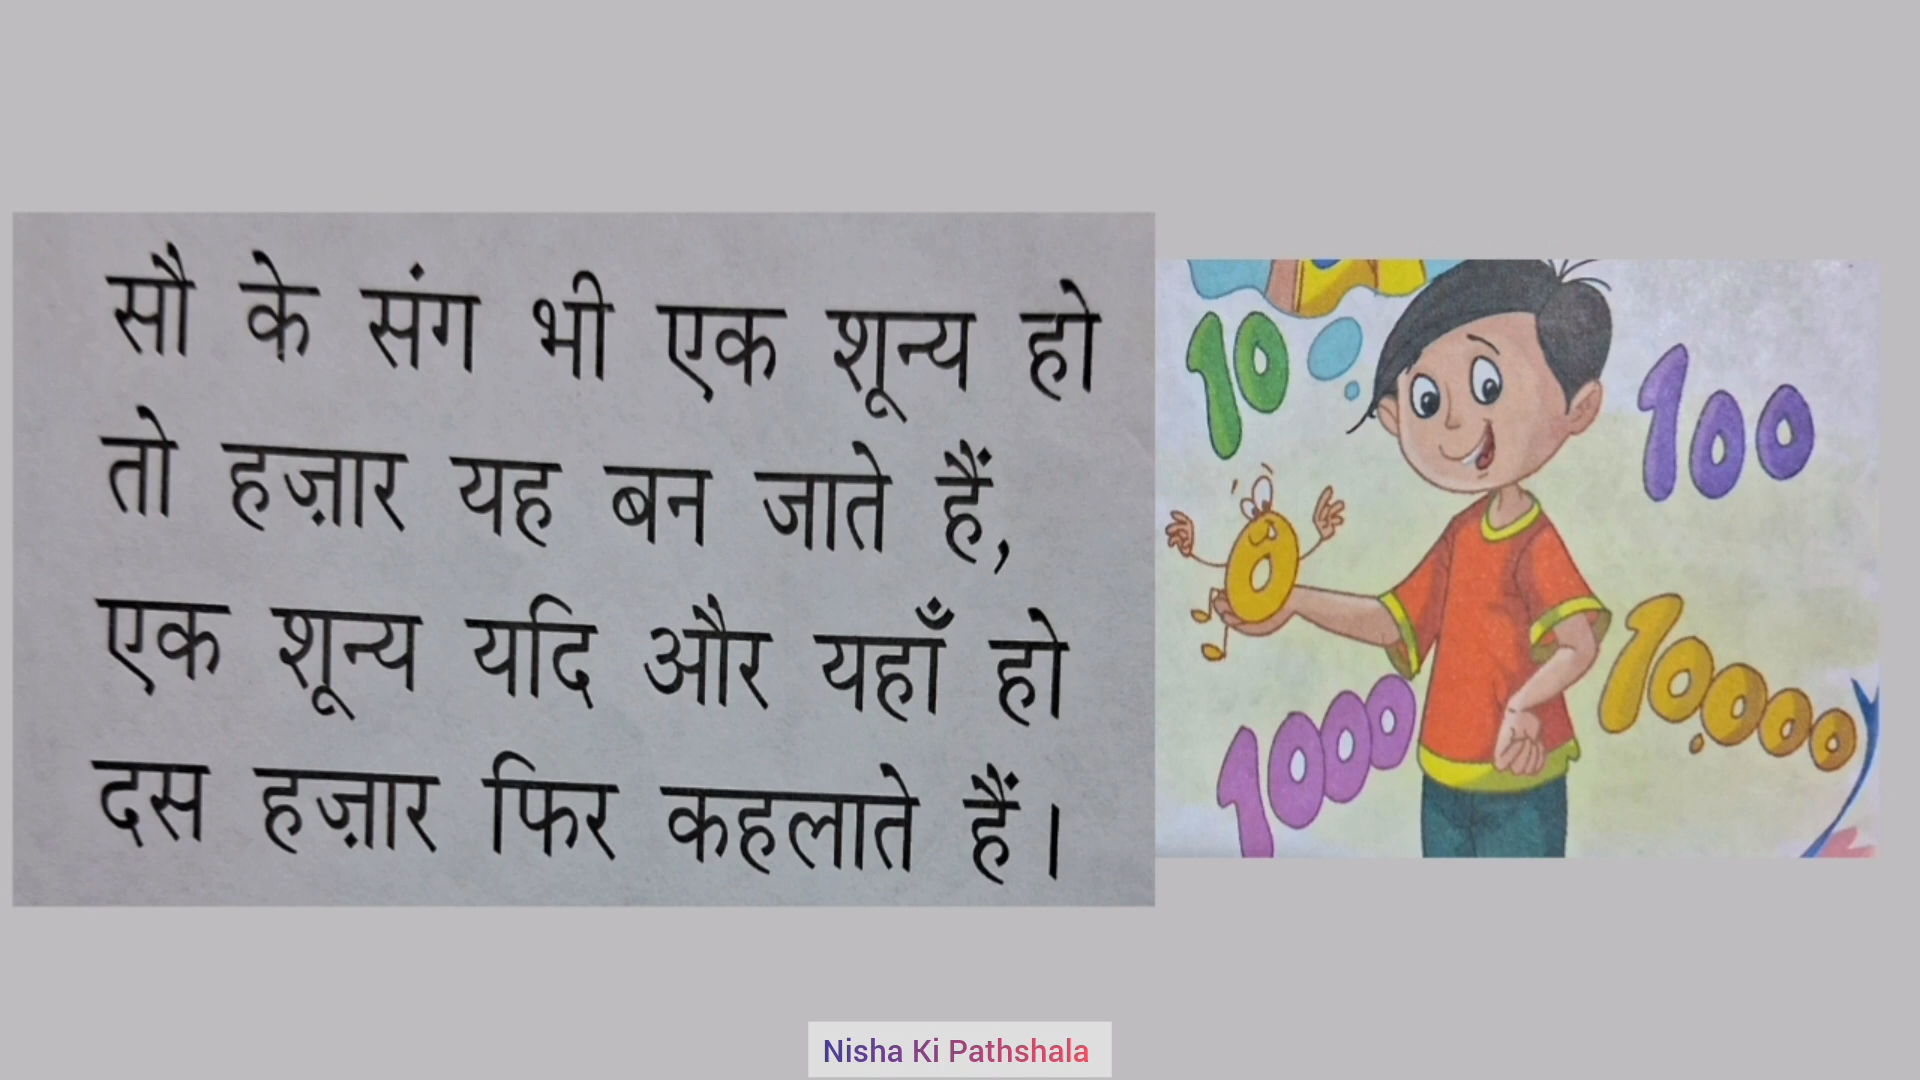 सौ के संग भी एक शून्य हो
तो हज़ार यह बन जाते हैं,
एक शून्य यदि और यहाँ हो
दस हज़ार फिर कहलाते हैं।
10
100
1000
10,000
0
Nisha Ki Pathshala